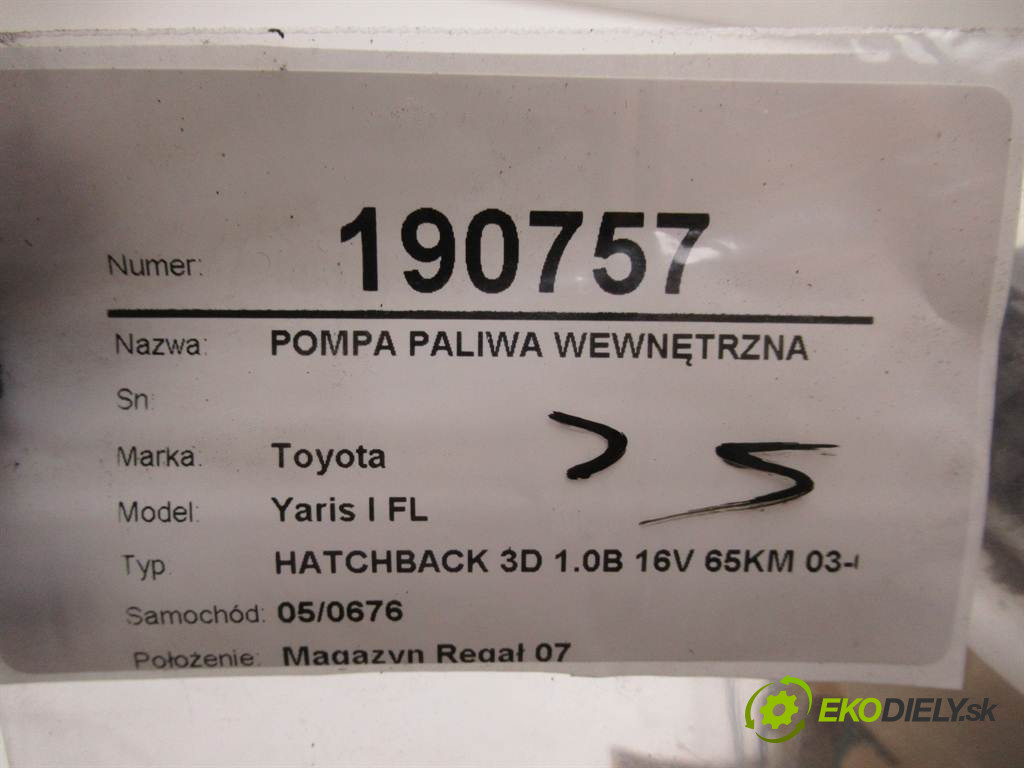 Numer: 190757
Nazwa: POMPA PALIWA WEWNĘTRZNA
Sn:
Marka: Toyota
Model: Yaris I FL
Typ HATCHBACK 3D 1.0B 16V 65KM 03-
Samochód: 05/0676
Położenie: Magazyn Regał 07
EKODIELY.sk